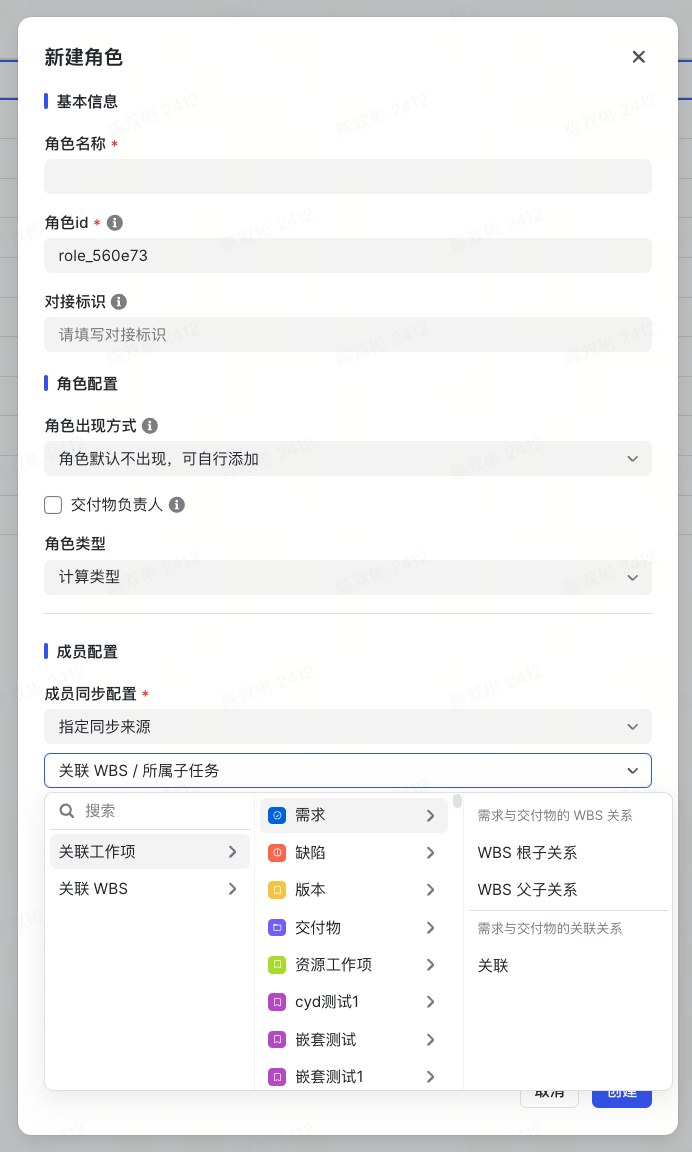 新建角色
基本信息
角色名称 *
角色id *
role_560e73
对接标识
请填写对接标识
角色配置
角色出现方式
角色默认不出现，可自行添加
交付物负责人
角色类型
计算类型
成员配置
成员同步配置 *
指定同步来源
关联 WBS / 所属子任务
搜索
关联工作项
关联 WBS
需求
缺陷
版本
交付物
资源工作项
cyd测试1
嵌套测试
嵌套测试1
需求与交付物的 WBS 关系
WBS 根子关系
WBS 父子关系
需求与交付物的关联关系
关联
取消
创建
陈双彬 2412